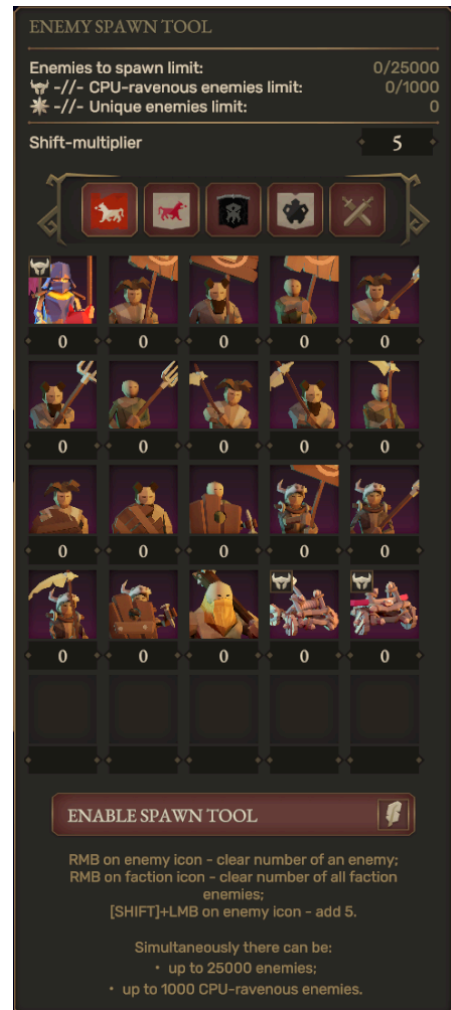 ENEMY SPAWN TOOL
Enemies to spawn limit: 0/25000
-//- CPU-ravenous enemies limit: 0/1000
-//- Unique enemies limit: 0
Shift-multiplier 5
0 0 0 0 0
0 0 0 0 0
0 0 0 0 0
0 0 0 0 0
ENABLE SPAWN TOOL
RMB on enemy icon - clear number of an enemy;
RMB on faction icon - clear number of all faction
enemies;
[SHIFT]+LMB on enemy icon - add 5.
Simultaneously there can be:
• up to 25000 enemies;
• up to 1000 CPU-ravenous enemies.